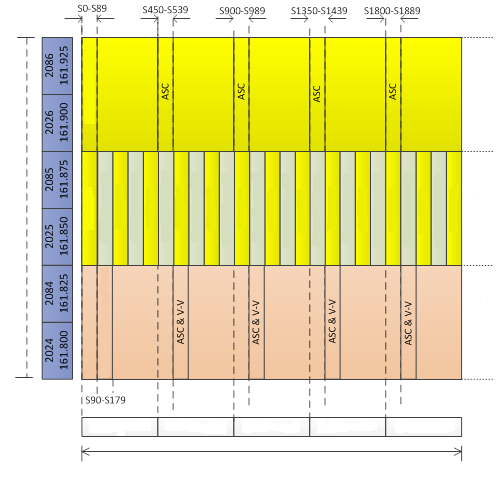 S0-S89
S450-S539
S900-S989
S1350-S1439
S1800-S1889
2086
161.925
2026
161.900
2085
161.875
2025
161.850
2084
161.825
2024
161.800
ASC
ASC
ASC
ASC
ASC & V-V
ASC & V-V
ASC & V-V
ASC & V-V
S90-S179